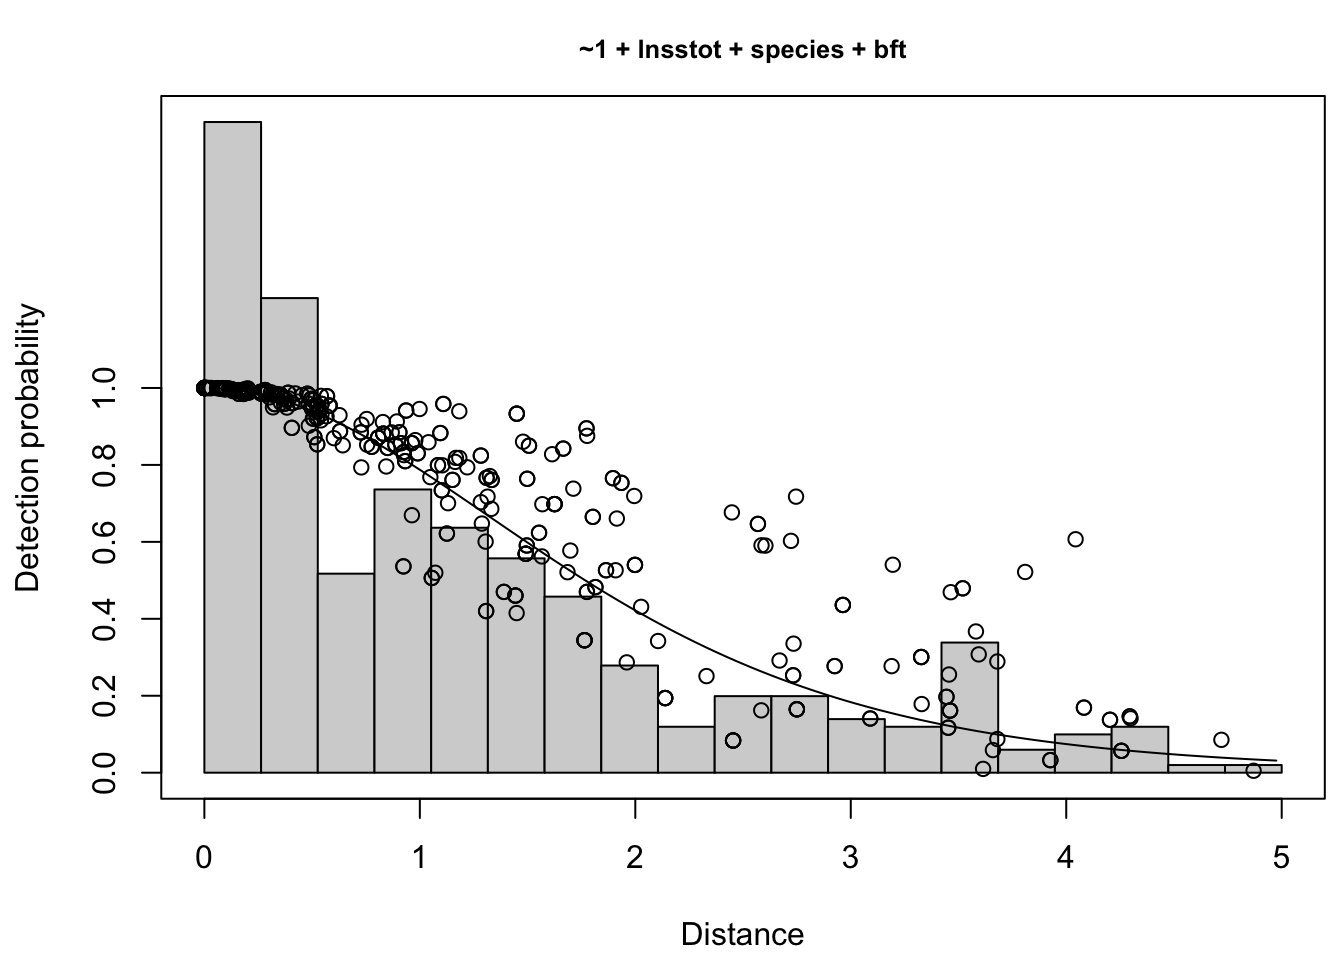 ~1 + lnsstot + species + bft
Detection probability
1.0
0.8
0.6
0.4
0.2
0.0
0 1 2 3 4 5
Distance